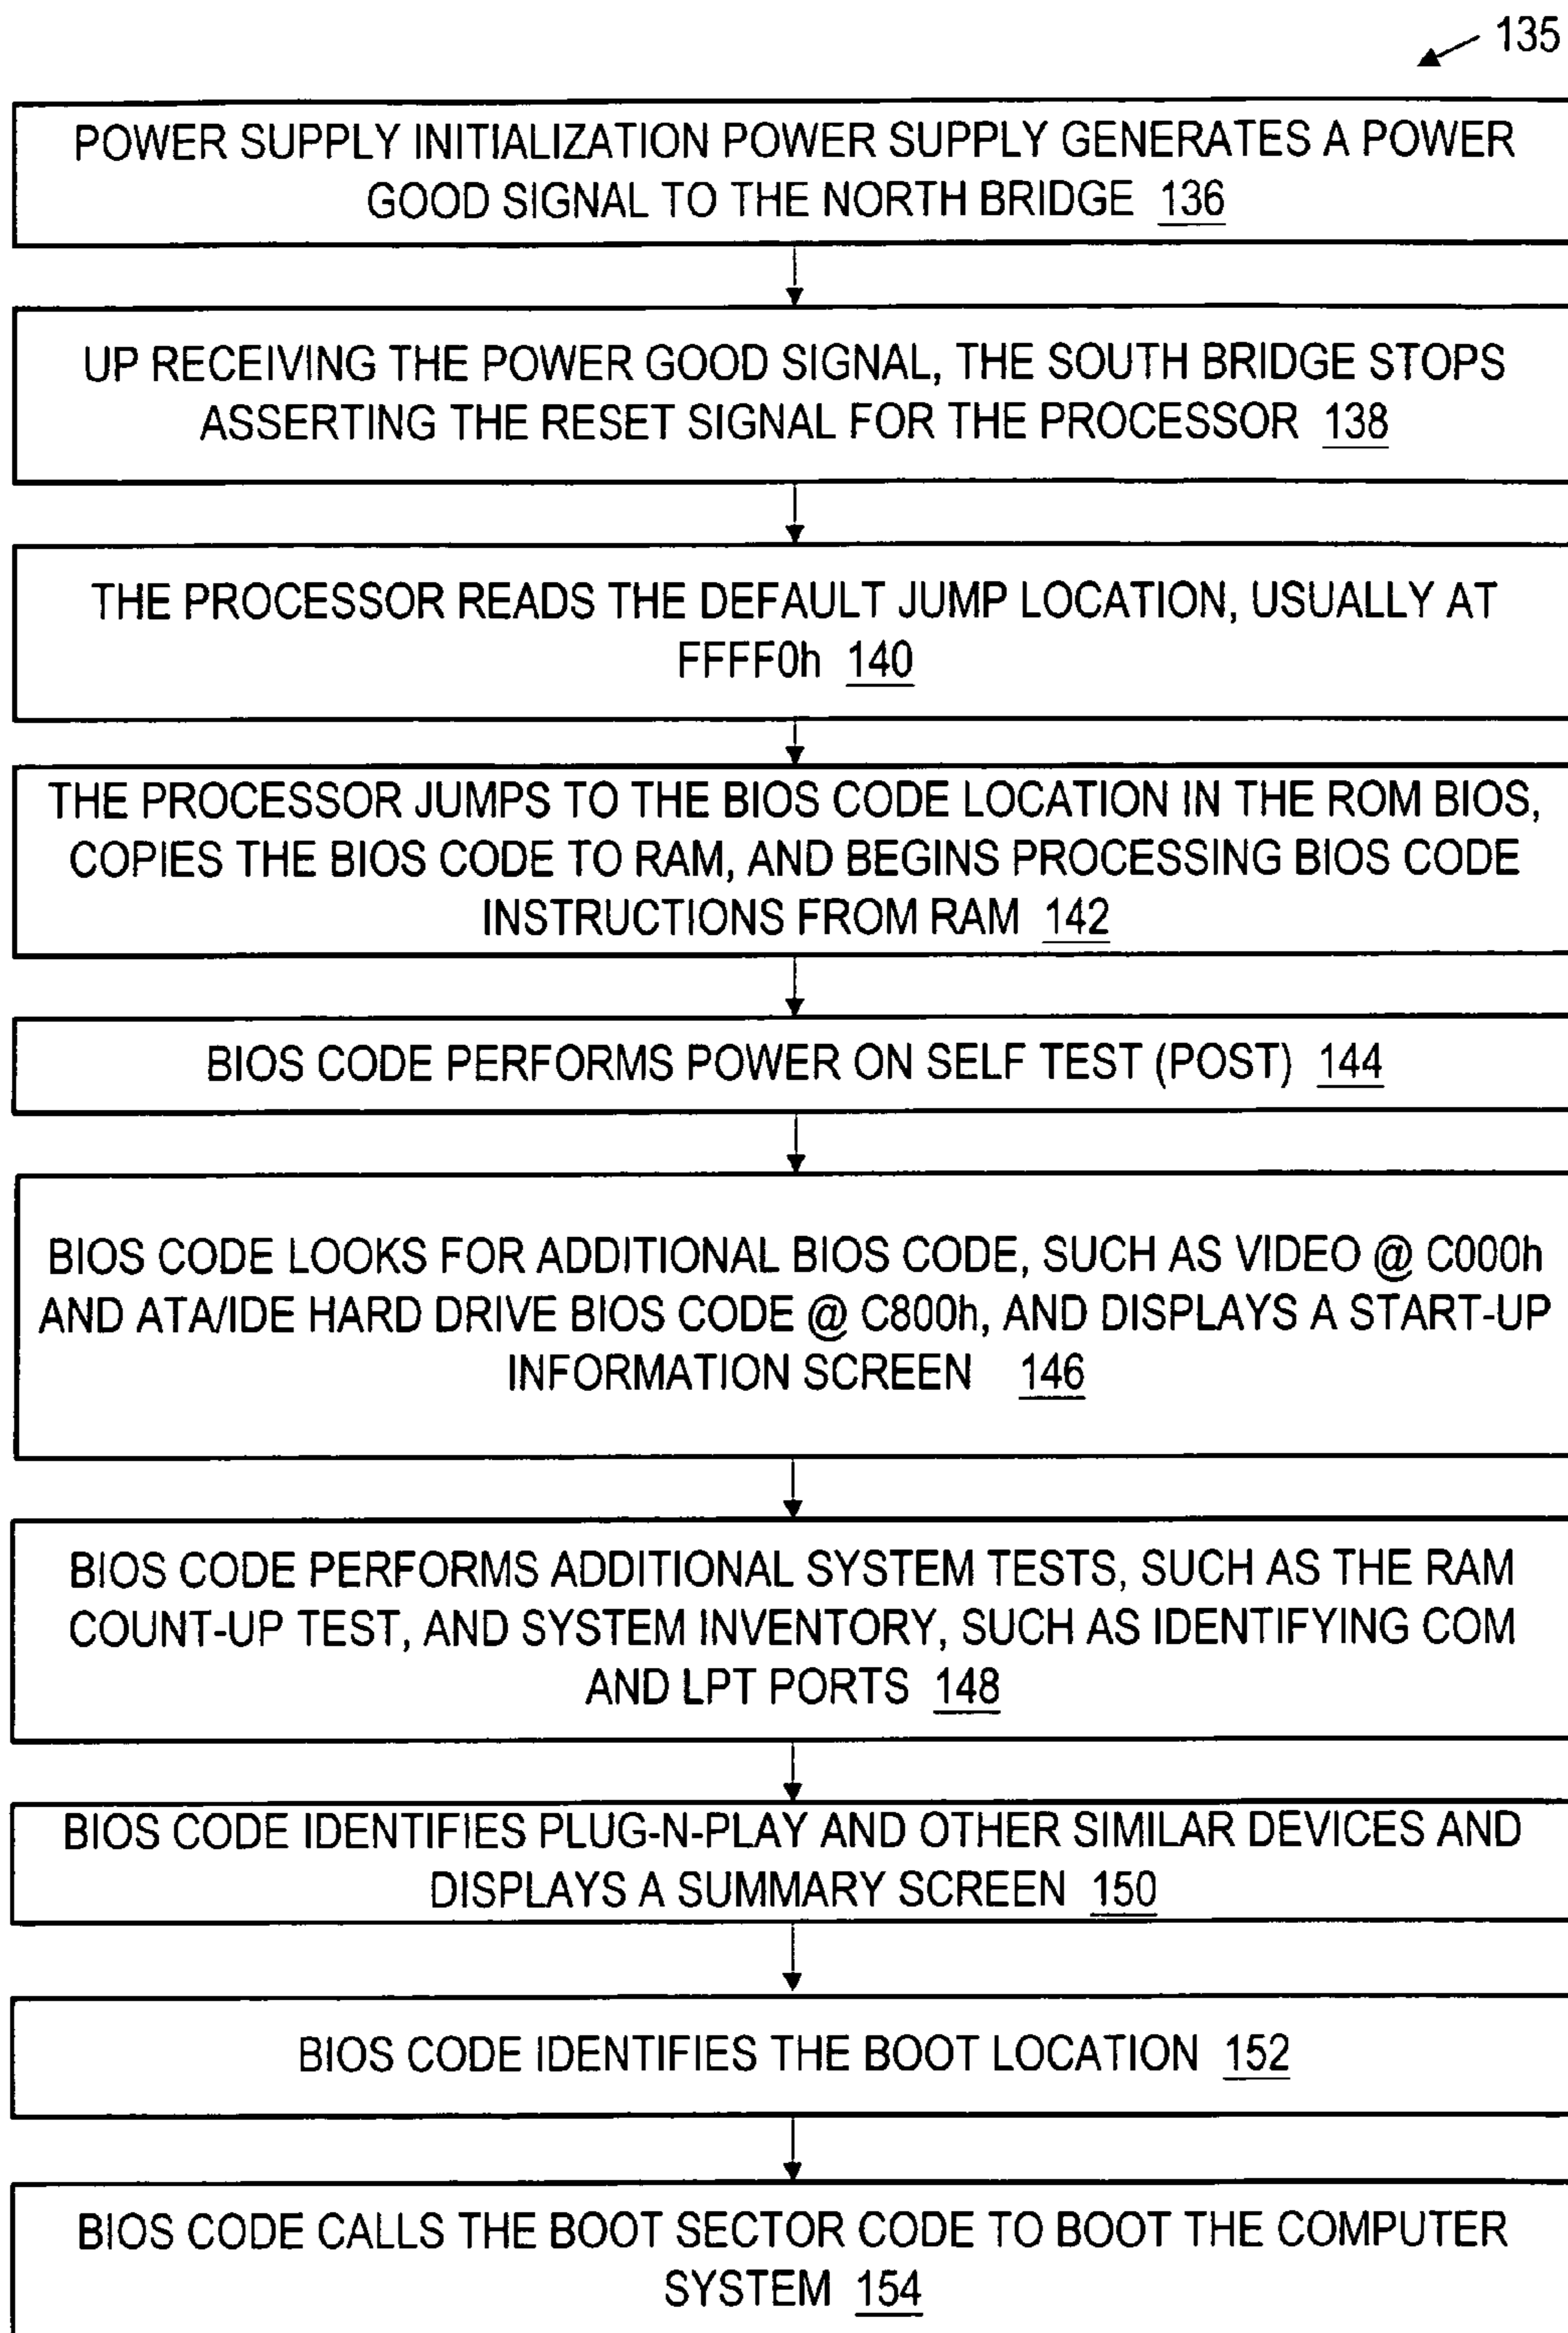 135
POWER SUPPLY INITIALIZATION POWER SUPPLY GENERATES A POWER
GOOD SIGNAL TO THE NORTH BRIDGE 136
UP RECEIVING THE POWER GOOD SIGNAL, THE SOUTH BRIDGE STOPS
ASSERTING THE RESET SIGNAL FOR THE PROCESSOR 138
THE PROCESSOR READS THE DEFAULT JUMP LOCATION, USUALLY AT
FFFF0h 140
THE PROCESSOR JUMPS TO THE BIOS CODE LOCATION IN THE ROM BIOS,
COPIES THE BIOS CODE TO RAM, AND BEGINS PROCESSING BIOS CODE
INSTRUCTIONS FROM RAM 142
BIOS CODE PERFORMS POWER ON SELF TEST (POST) 144
BIOS CODE LOOKS FOR ADDITIONAL BIOS CODE, SUCH AS VIDEO @ C000h
AND ATA/IDE HARD DRIVE BIOS CODE @ C800h, AND DISPLAYS A START-UP
INFORMATION SCREEN 146
BIOS CODE PERFORMS ADDITIONAL SYSTEM TESTS, SUCH AS THE RAM
COUNT-UP TEST, AND SYSTEM INVENTORY, SUCH AS IDENTIFYING COM
AND LPT PORTS 148
BIOS CODE IDENTIFIES PLUG-N-PLAY AND OTHER SIMILAR DEVICES AND
DISPLAYS A SUMMARY SCREEN 150
BIOS CODE IDENTIFIES THE BOOT LOCATION 152
BIOS CODE CALLS THE BOOT SECTOR CODE TO BOOT THE COMPUTER
SYSTEM 154